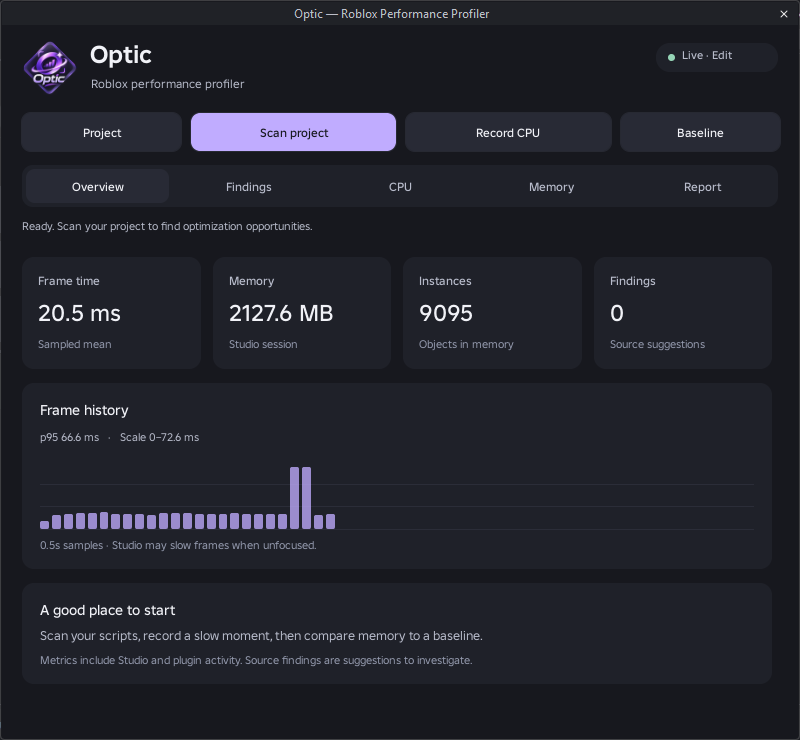 Optic — Roblox Performance Profiler
Optic
Optic
Roblox performance profiler
Live · Edit
Project
Scan project
Record CPU
Baseline
Overview
Findings
CPU
Memory
Report
Ready. Scan your project to find optimization opportunities.
Frame time
20.5 ms
Sampled mean
Memory
2127.6 MB
Studio session
Instances
9095
Objects in memory
Findings
0
Source suggestions
Frame history
p95 66.6 ms · Scale 0–72.6 ms
0.5s samples · Studio may slow frames when unfocused.
A good place to start
Scan your scripts, record a slow moment, then compare memory to a baseline.
Metrics include Studio and plugin activity. Source findings are suggestions to investigate.